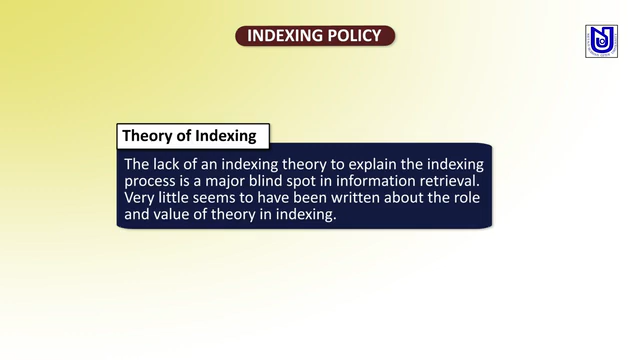 INDEXING POLICY
Theory of Indexing
The lack of an indexing theory to explain the indexing
process is a major blind spot in information retrieval.
Very little seems to have been written about the role
and value of theory in indexing.